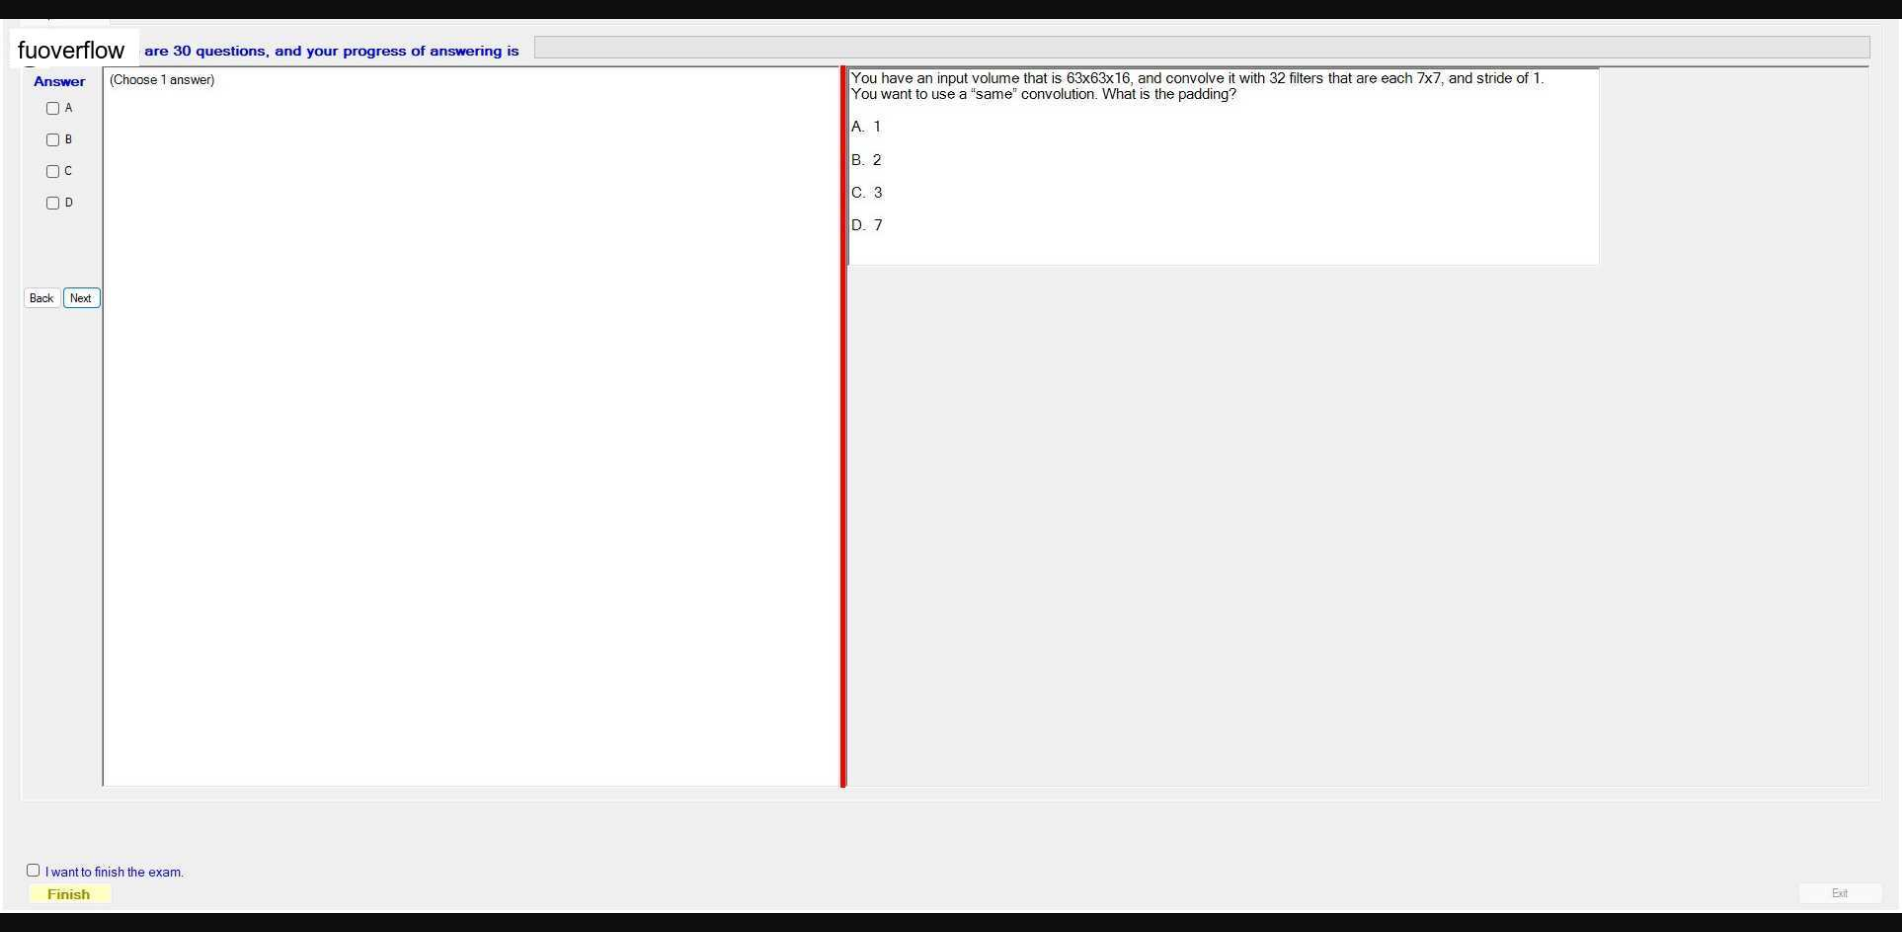 fuoverflow are 30 questions, and your progress of answering is
Answer
(Choose 1 answer)
A
B
C
D
Back
Next
You have an input volume that is 63x63x16, and convolve it with 32 filters that are each 7x7, and stride of 1.
You want to use a “same” convolution. What is the padding?
A. 1
B. 2
C. 3
D. 7
I want to finish the exam.
Finish
Exit